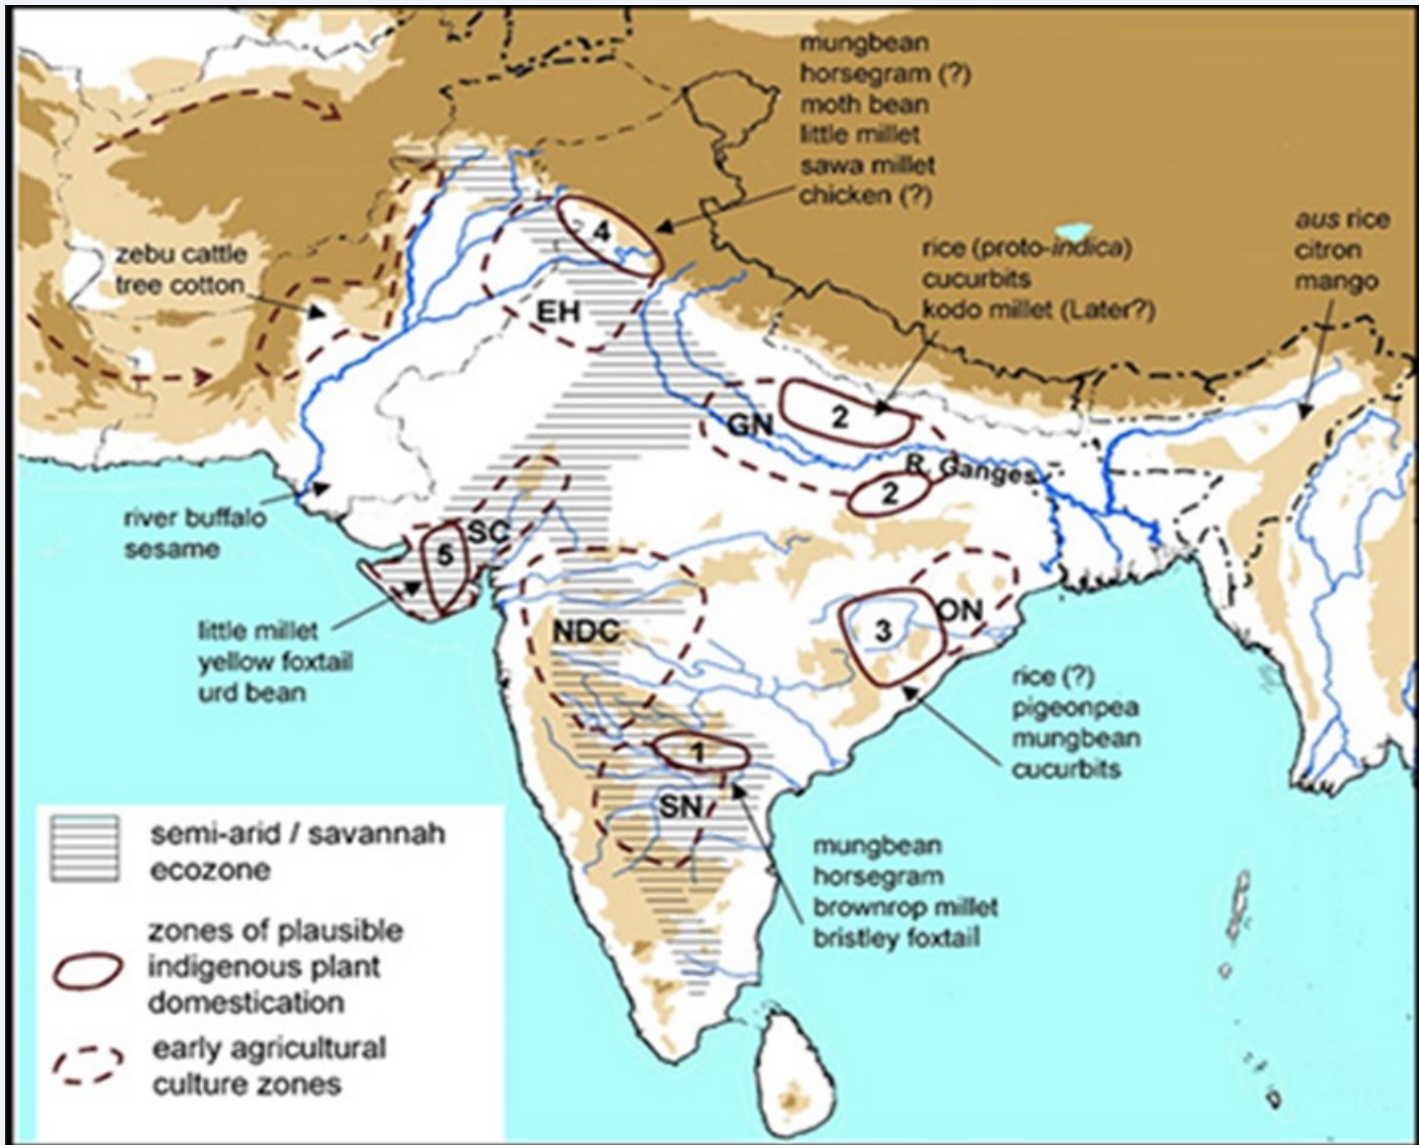 mungbean
horsegram (?)
moth bean
little millet
sawa millet
chicken (?)
zebu cattle
tree cotton
4
EH
rice (proto-indica)
cucurbits
kodo millet (Later?)
aus rice
citron
mango
GN
2
R. Ganges
2
river buffalo
sesame
SC
5
little millet
yellow foxtail
urd bean
NDC
3
ON
rice (?)
pigeonpea
mungbean
cucurbits
1
SN
mungbean
horsegram
brownrop millet
bristley foxtail
semi-arid / savannah
ecozone
zones of plausible
indigenous plant
domestication
early agricultural
culture zones